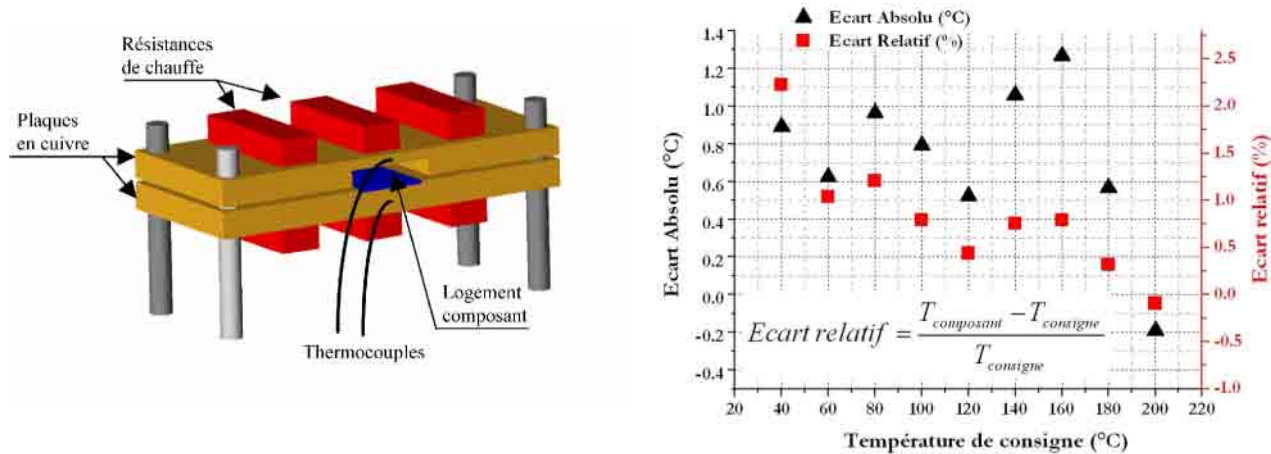 Résistances
de chauffe
Plaques
en cuivre
Logement
composant
Thermocouples
Ecart Absolu (°C)
Ecart Relatif (%)
1.4
1.2
1.0
0.8
0.6
0.4
0.2
0.0
-0.2
-0.4
Ecart Absolu (°C)
2.5
2.0
1.5
1.0
0.5
0.0
-0.5
-1.0
Ecart relatif (%)
Ecart relatif = (T composant - T consigne) / T consigne
20 40 60 80 100 120 140 160 180 200 220
Température de consigne (°C)